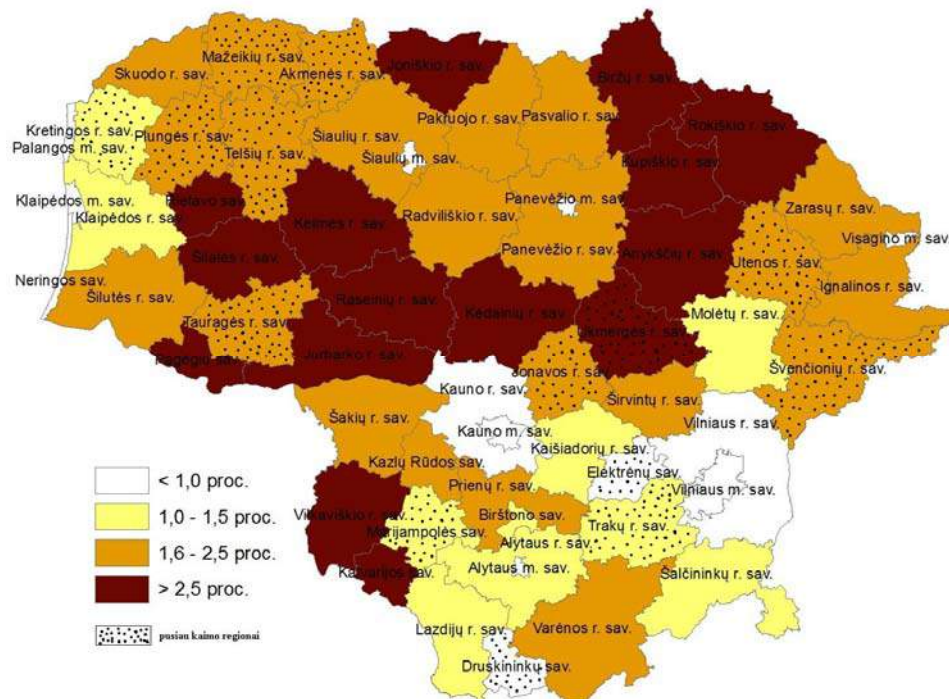 Mažeikių r. sav.
Skuodo r. sav.
Akmenės r. sav.
Joniškio r. sav.
Biržų r. sav.
Kretingos r. sav.
Palangos m. sav.
Plungės r. sav.
Telšių r. sav.
Šiaulių r. sav.
Šiaulių m. sav.
Pakruojo r. sav.
Pasvalio r. sav.
Rokiškio r. sav.
Kupiškio r. sav.
Klaipėdos m. sav.
Klaipėdos r. sav.
Rietavo sav.
Kelmės r. sav.
Radviliškio r. sav.
Panevėžio m. sav.
Panevėžio r. sav.
Zarasų r. sav.
Visagino m. sav.
Anykščių r. sav.
Utenos r. sav.
Ignalinos r. sav.
Neringos sav.
Šilutės r. sav.
Šilalės r. sav.
Tauragės r. sav.
Raseinių r. sav.
Kėdainių r. sav.
Ukmergės r. sav.
Molėtų r. sav.
Pagėgių sav.
Jurbarko r. sav.
Jonavos r. sav.
Švenčionių r. sav.
Kauno r. sav.
Širvintų r. sav.
Šakių r. sav.
Kauno m. sav.
Vilniaus r. sav.
Kaišiadorių r. sav.
Kazlų Rūdos sav.
Elektrėnų sav.
Prienų r. sav.
Vilniaus m. sav.
Vilkaviškio r. sav.
Birštono sav.
Marijampolės sav.
Trakų r. sav.
Alytaus r. sav.
Kalvarijos sav.
Alytaus m. sav.
Šalčininkų r. sav.
Lazdijų r. sav.
Varėnos r. sav.
Druskininkų sav.
< 1,0 proc.
1,0 - 1,5 proc.
1,6 - 2,5 proc.
> 2,5 proc.
pusiau kaimo regionai